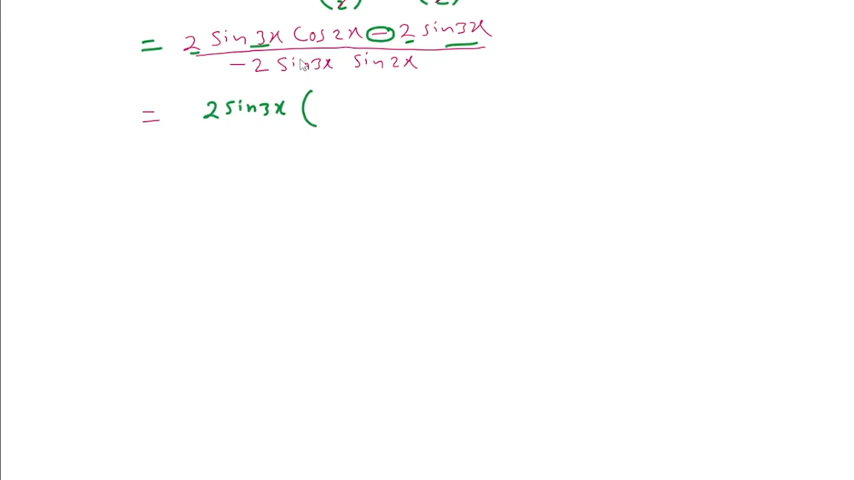 = 2 sin 3x cos 2x - 2 sin 3x
- 2 sin 3x sin 2x
= 2 sin 3x (